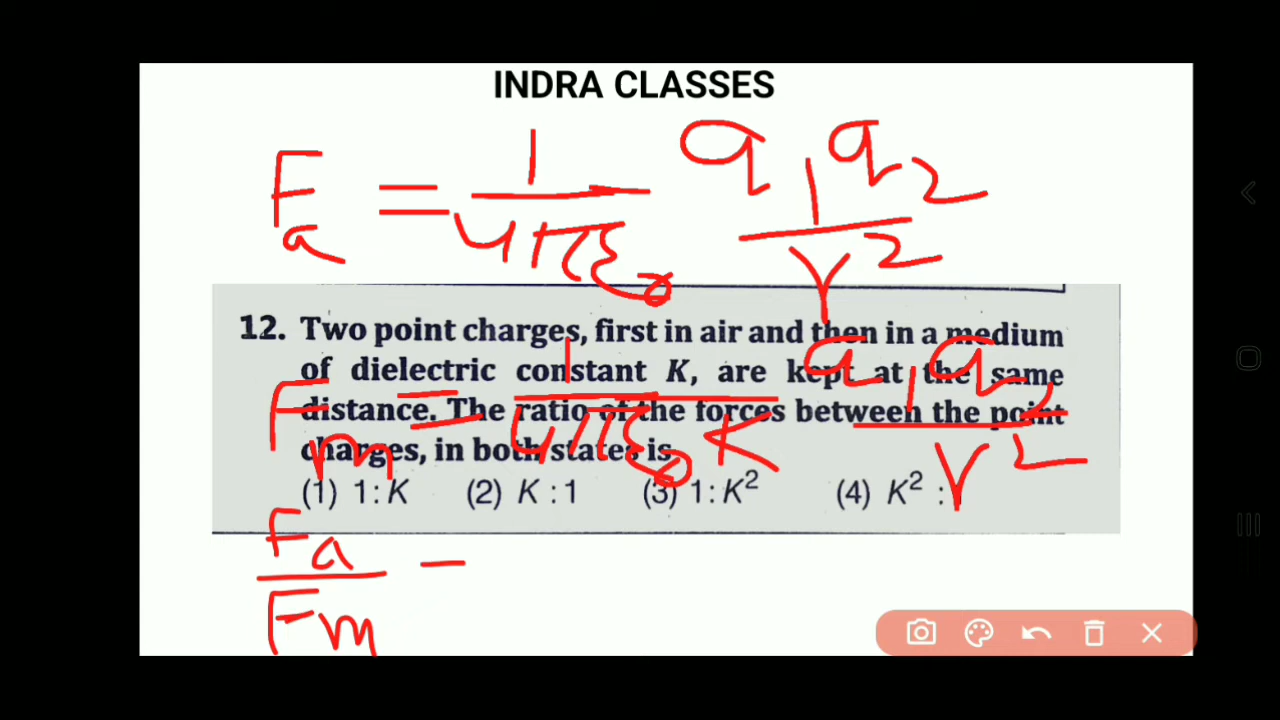 INDRA CLASSES
Fa = 1/4πε0 q1q2/r2
12. Two point charges, first in air and then in a medium
of dielectric constant K, are kept at the same
distance. The ratio of the forces between the point
charges, in both states is
Fm = 1/4πε0K q1q2/r2
(1) 1:K (2) K:1 (3) 1:K² (4) K² :
Fa/Fm =